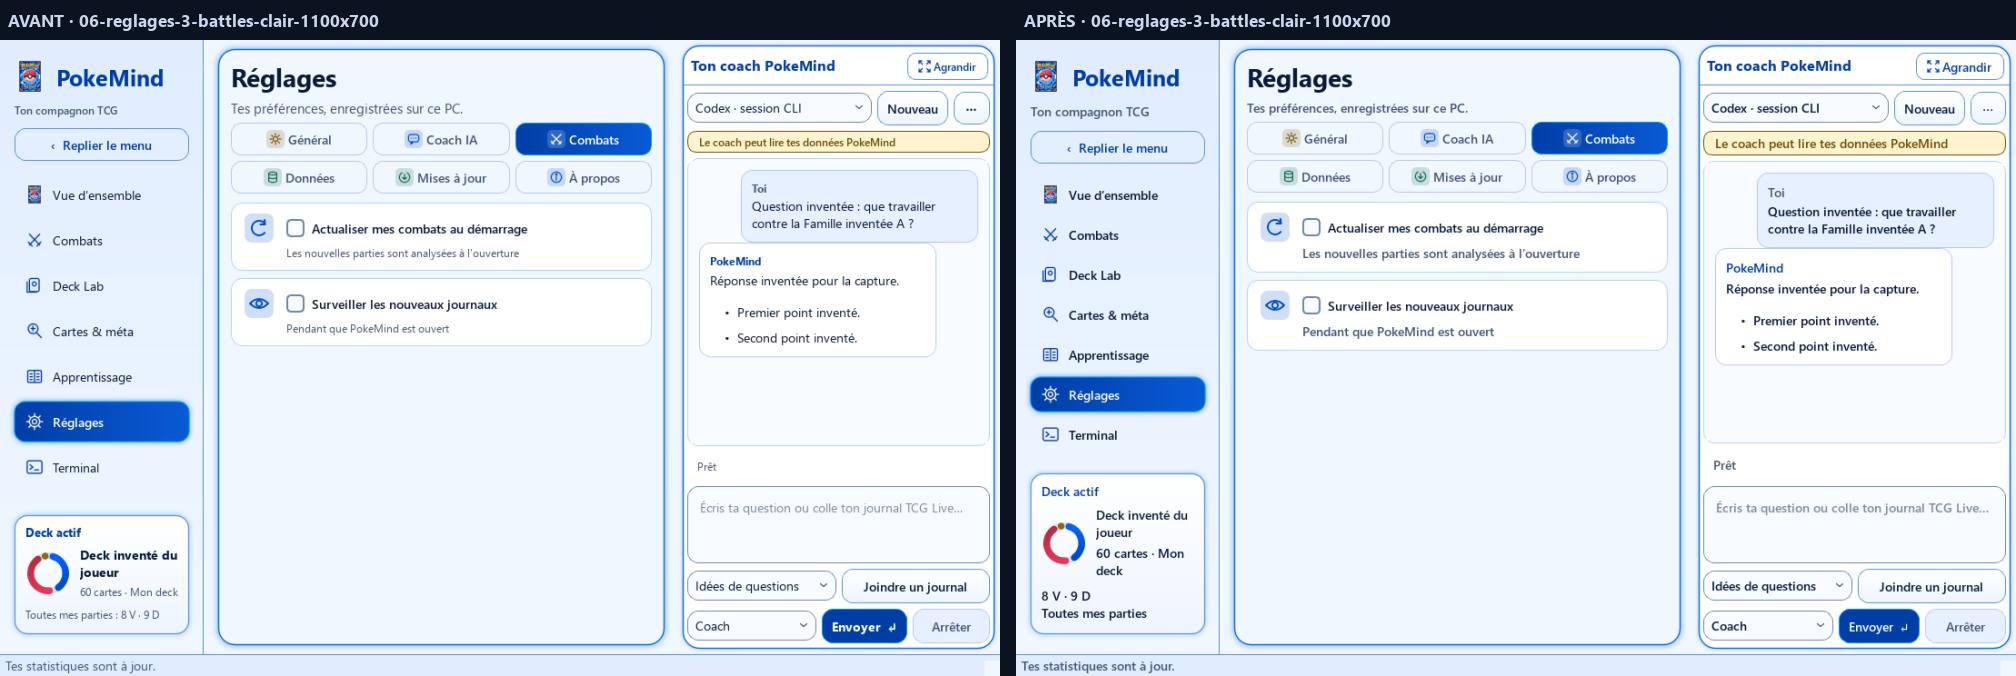 AVANT · 06-reglages-3-battles-clair-1100x700
PokeMind
Ton compagnon TCG
‹ Replier le menu
Vue d'ensemble
Combats
Deck Lab
Cartes & méta
Apprentissage
Réglages
Terminal
Deck actif
Deck inventé du
joueur
60 cartes · Mon deck
Toutes mes parties : 8 V · 9 D
Réglages
Tes préférences, enregistrées sur ce PC.
Général
Coach IA
Combats
Données
Mises à jour
À propos
Actualiser mes combats au démarrage
Les nouvelles parties sont analysées à l'ouverture
Surveiller les nouveaux journaux
Pendant que PokeMind est ouvert
Ton coach PokeMind
Agrandir
Codex · session CLI
Nouveau
...
Le coach peut lire tes données PokeMind
Toi
Question inventée : que travailler
contre la Famille inventée A ?
PokeMind
Réponse inventée pour la capture.
• Premier point inventé.
• Second point inventé.
Prêt
Écris ta question ou colle ton journal TCG Live...
Idées de questions
Joindre un journal
Coach
Envoyer ↲
Arrêter
Tes statistiques sont à jour.
APRÈS · 06-reglages-3-battles-clair-1100x700
PokeMind
Ton compagnon TCG
‹ Replier le menu
Vue d'ensemble
Combats
Deck Lab
Cartes & méta
Apprentissage
Réglages
Terminal
Deck actif
Deck inventé du
joueur
60 cartes · Mon
deck
8 V · 9 D
Toutes mes parties
Réglages
Tes préférences, enregistrées sur ce PC.
Général
Coach IA
Combats
Données
Mises à jour
À propos
Actualiser mes combats au démarrage
Les nouvelles parties sont analysées à l'ouverture
Surveiller les nouveaux journaux
Pendant que PokeMind est ouvert
Ton coach PokeMind
Agrandir
Codex · session CLI
Nouveau
...
Le coach peut lire tes données PokeMind
Toi
Question inventée : que travailler
contre la Famille inventée A ?
PokeMind
Réponse inventée pour la capture.
• Premier point inventé.
• Second point inventé.
Prêt
Écris ta question ou colle ton journal TCG Live...
Idées de questions
Joindre un journal
Coach
Envoyer ↲
Arrêter
Tes statistiques sont à jour.